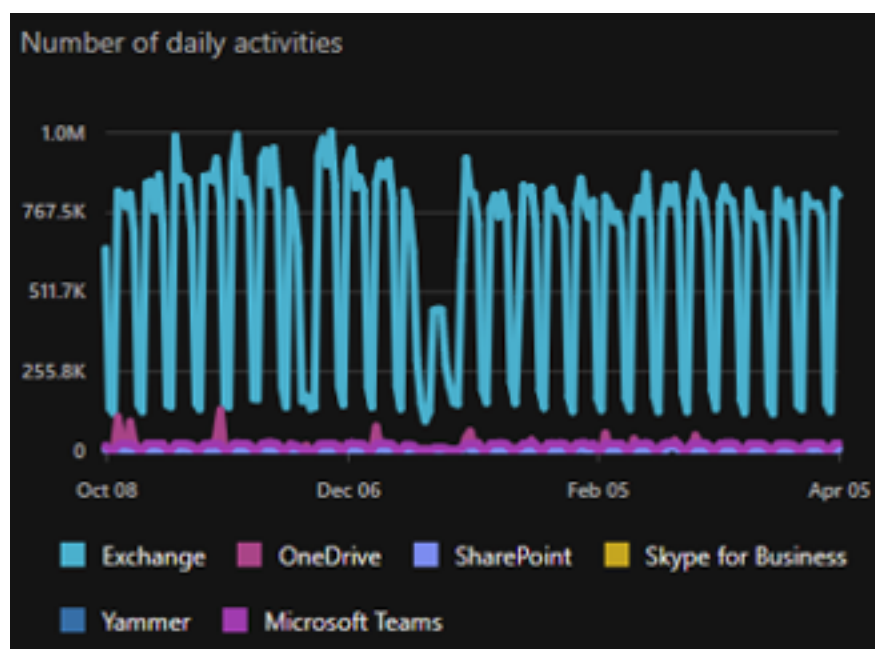 Number of daily activities
1.0M
767.5K
511.7K
255.8K
0
Oct 08 Dec 06 Feb 05 Apr 05
Exchange OneDrive SharePoint Skype for Business
Yammer Microsoft Teams